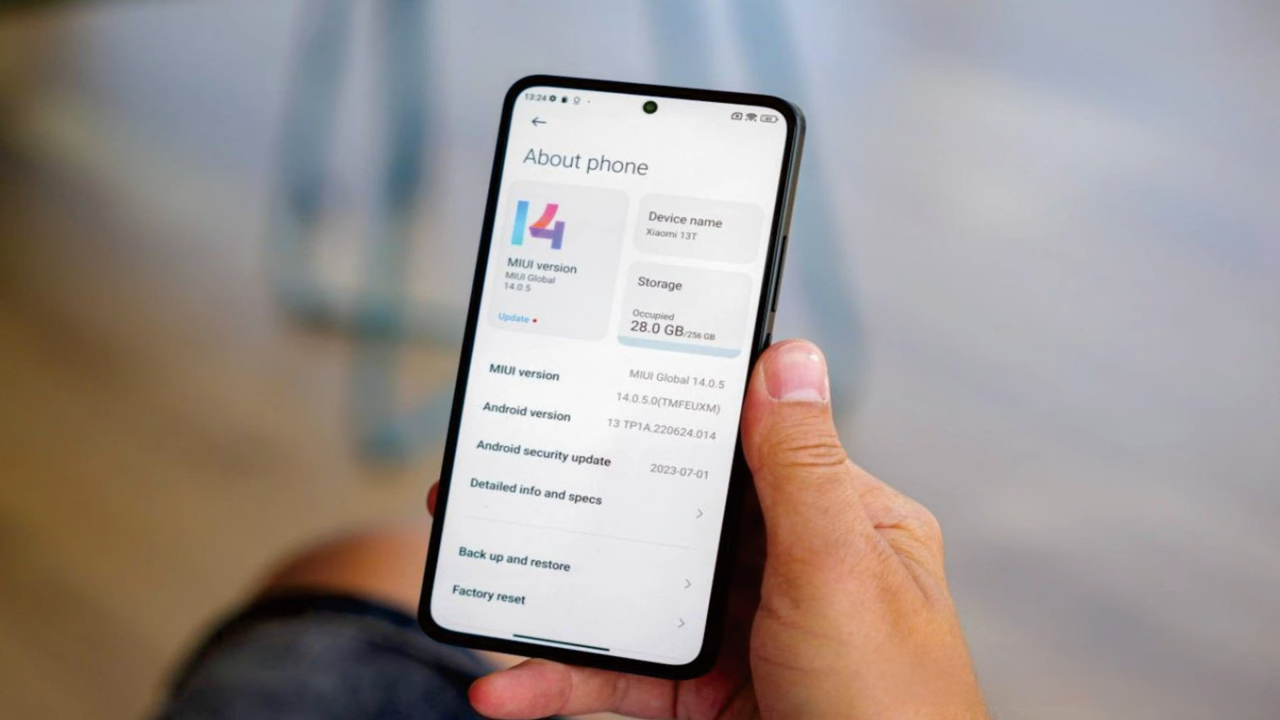 13:24
About phone
14
MIUI version
MIUI Global
14.0.5
Update
Device name
Xiaomi 13T
Storage
Occupied
28.0 GB/256 GB
MIUI version
MIUI Global 14.0.5
14.0.5.0(TMFEUXM)
Android version
13 TP1A.220624.014
Android security update
2023-07-01
Detailed info and specs
Back up and restore
Factory reset